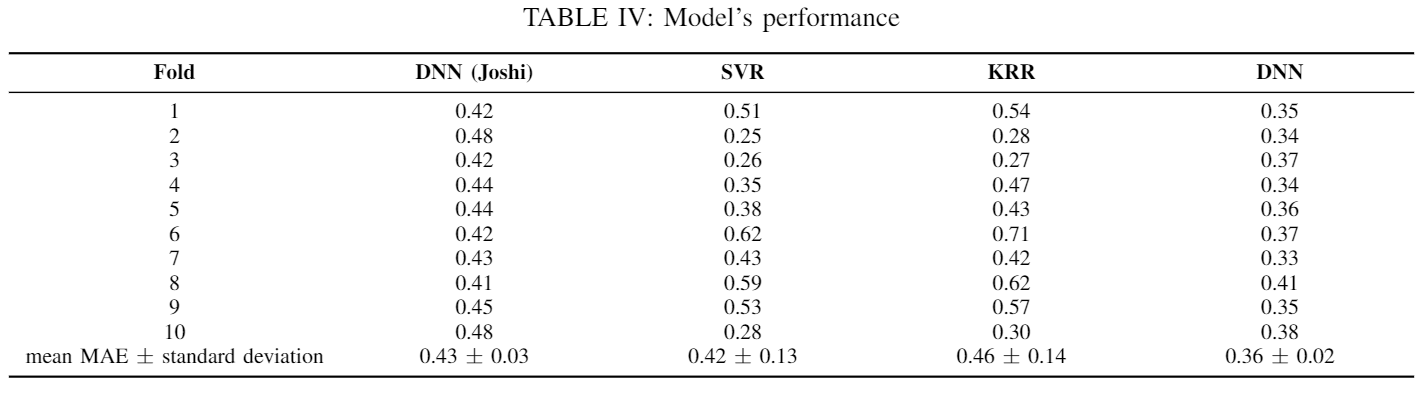 TABLE IV: Model's performance
Fold DNN (Joshi) SVR KRR DNN
1 0.42 0.51 0.54 0.35
2 0.48 0.25 0.28 0.34
3 0.42 0.26 0.27 0.37
4 0.44 0.35 0.47 0.34
5 0.44 0.38 0.43 0.36
6 0.42 0.62 0.71 0.37
7 0.43 0.43 0.42 0.33
8 0.41 0.59 0.62 0.41
9 0.45 0.53 0.57 0.35
10 0.48 0.28 0.30 0.38
mean MAE ± standard deviation 0.43 ± 0.03 0.42 ± 0.13 0.46 ± 0.14 0.36 ± 0.02